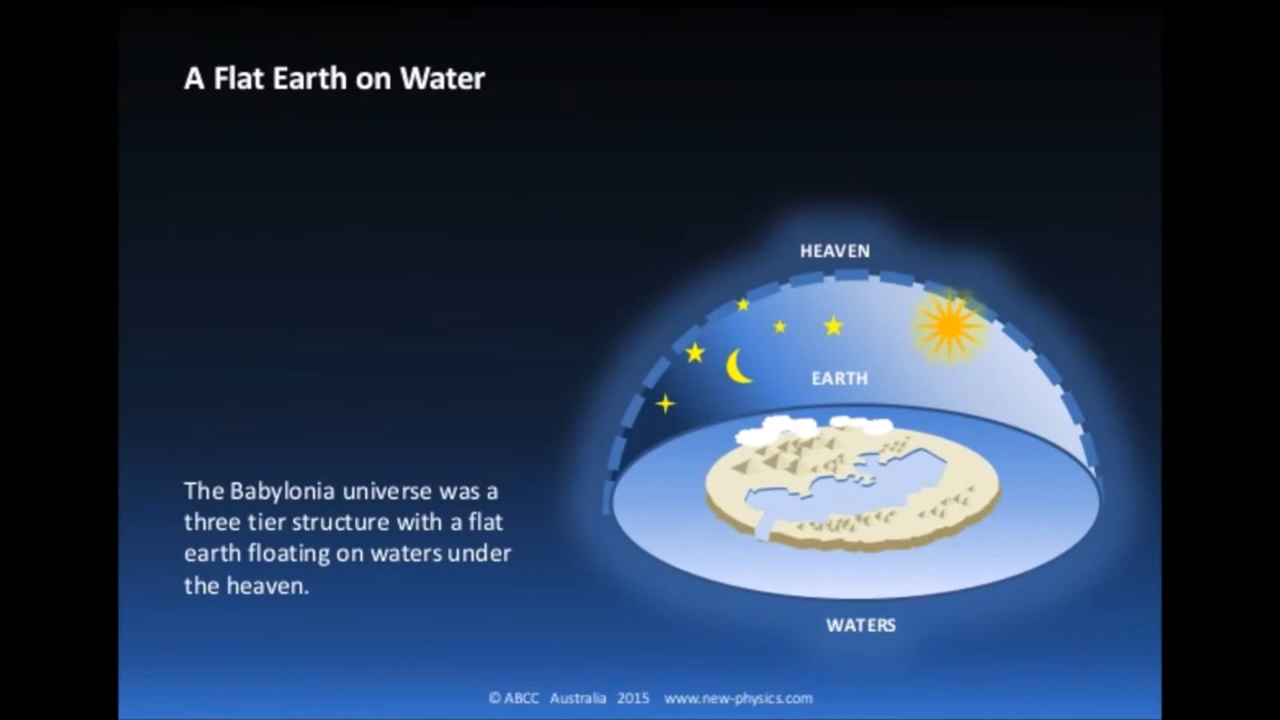 A Flat Earth on Water
HEAVEN
EARTH
The Babylonia universe was a
three tier structure with a flat
earth floating on waters under
the heaven.
WATERS
© ABCC Australia 2015 www.new-physics.com